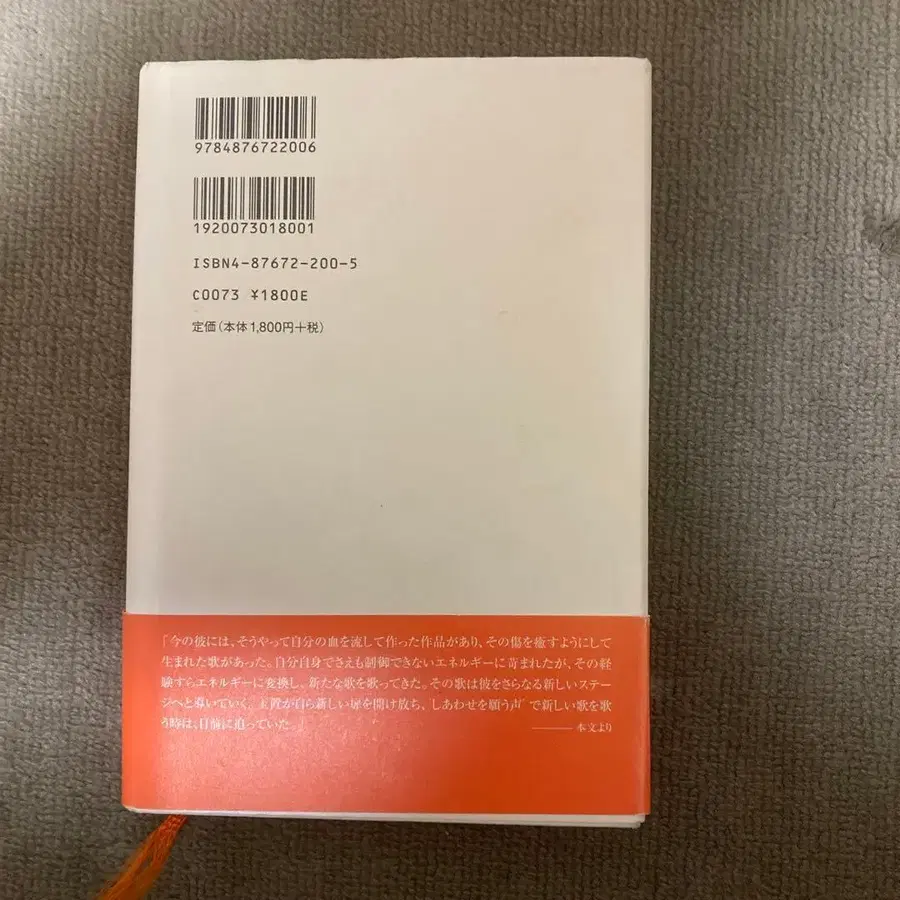 9784876722006
1920073018001
ISBN4-87672-200-5
C0073 ¥1800E
定価(本体1,800円+税)
「今の彼には、そうやって自分の血を流して作った作品があり、その傷を癒すようにして
生まれた歌があった。自分自身でさえも制御できないエネルギーに苛まれたが、その経
験すらエネルギーに変換し、新たな歌を歌ってきた。その歌は彼をさらなる新しいステー
ジへと導いていく。玉置が自ら新しい扉を開け放ち、"しあわせを願う声"で新しい歌を歌
う時は、目前に迫っていた。」
——— 本文より